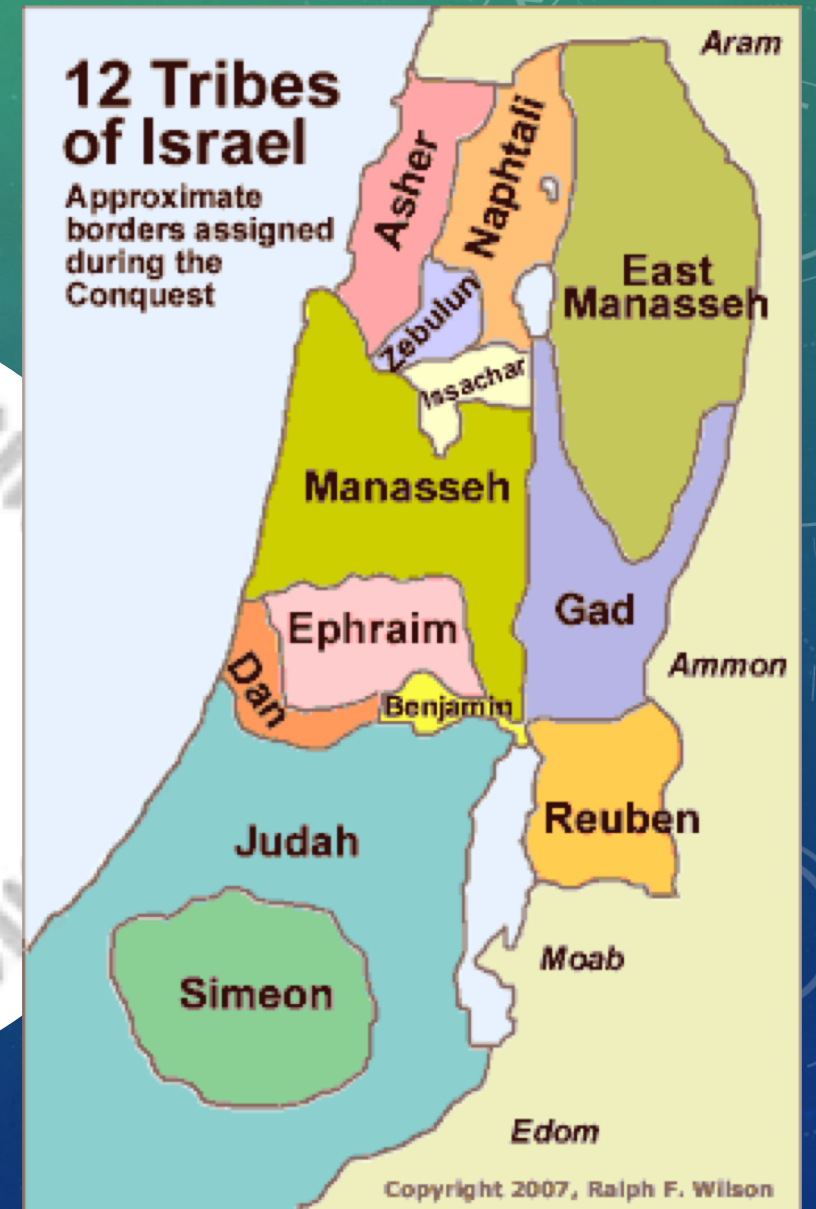 12 Tribes
of Israel
Approximate
borders assigned
during the
Conquest
Aram
Asher
Naphtali
East
Manasseh
Zebulun
Issachar
Manasseh
Gad
Ephraim
Dan
Ammon
Benjamin
Reuben
Judah
Moab
Simeon
Edom
Copyright 2007, Ralph F. Wilson